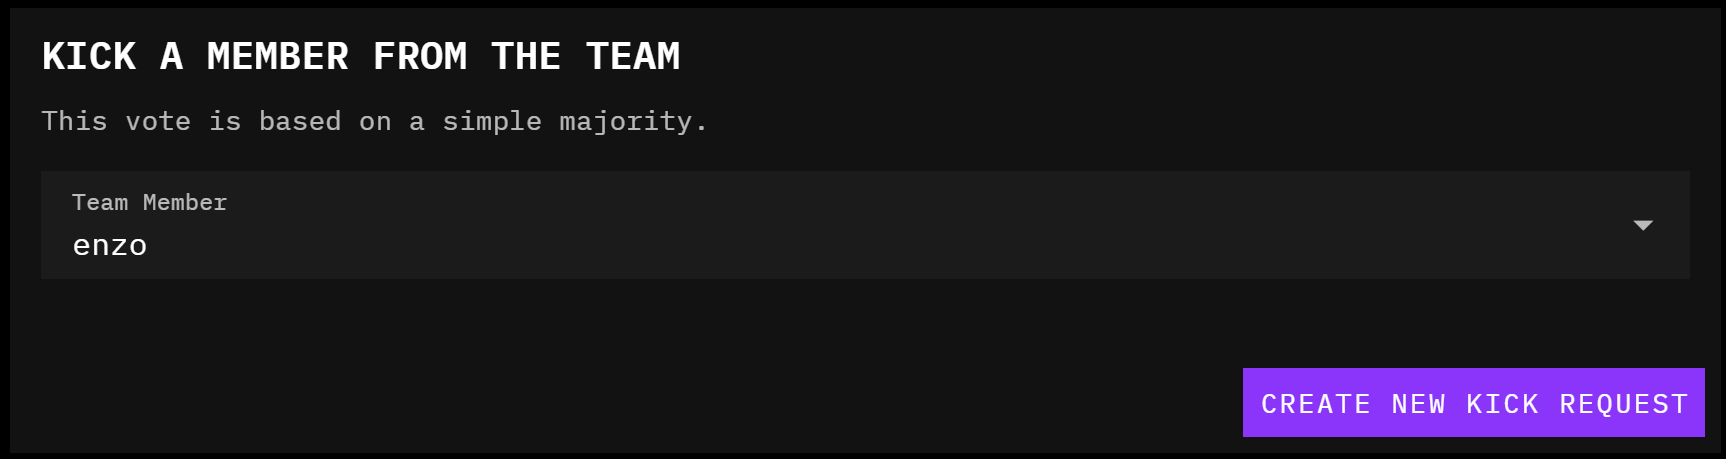 KICK A MEMBER FROM THE TEAM
This vote is based on a simple majority.
Team Member
enzo
CREATE NEW KICK REQUEST